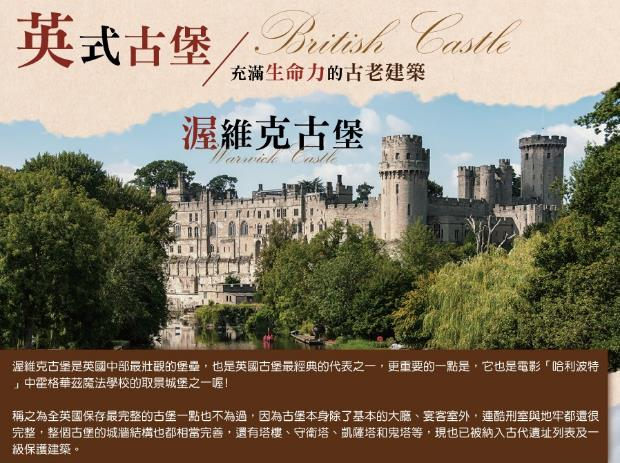 英式古堡
British Castle
充滿生命力的古老建築
渥維克古堡
Warwick Castle
渥維克古堡是英國中部最壯觀的堡壘，也是英國古堡最經典的代表之一，更重要的一點是，它也是電影「哈利波特
」中霍格華茲魔法學校的取景城堡之一喔!
稱之為全英國保存最完整的古堡一點也不為過，因為古堡本身除了基本的大廳、宴客室外，連酷刑室與地牢都還很
完整，整個古堡的城牆結構也都相當完善，還有塔樓、守衛塔、凱薩塔和鬼塔等，現也已被納入古代遺址列表及一
級保護建築。